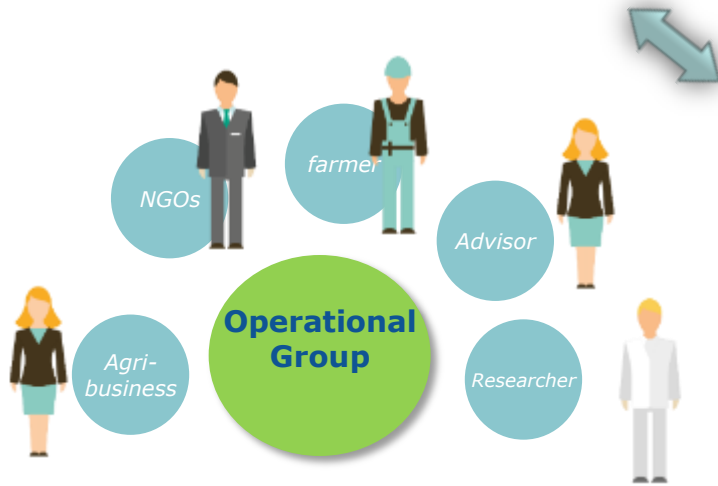 farmer
NGOs
Advisor
Operational
Group
Agri-
business
Researcher